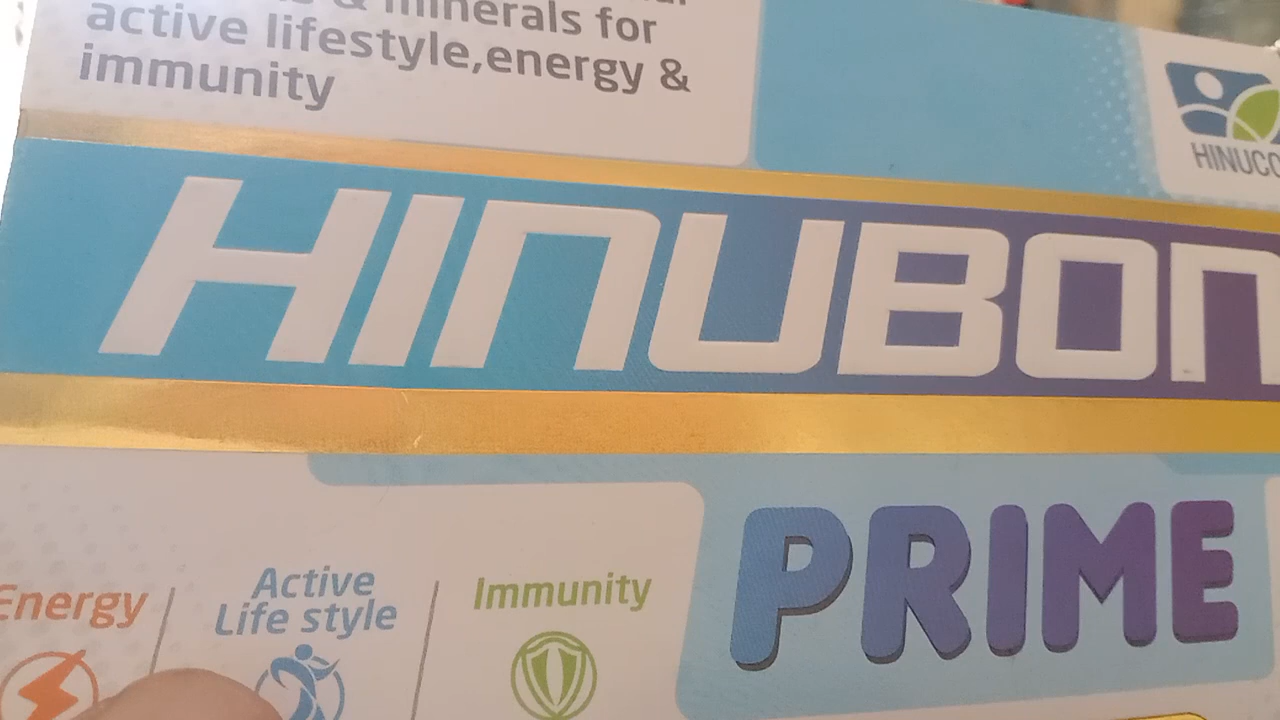 & minerals for
active lifestyle,energy &
immunity
HINUCO
HINUBON
PRIME
Energy
Active
Life style
Immunity